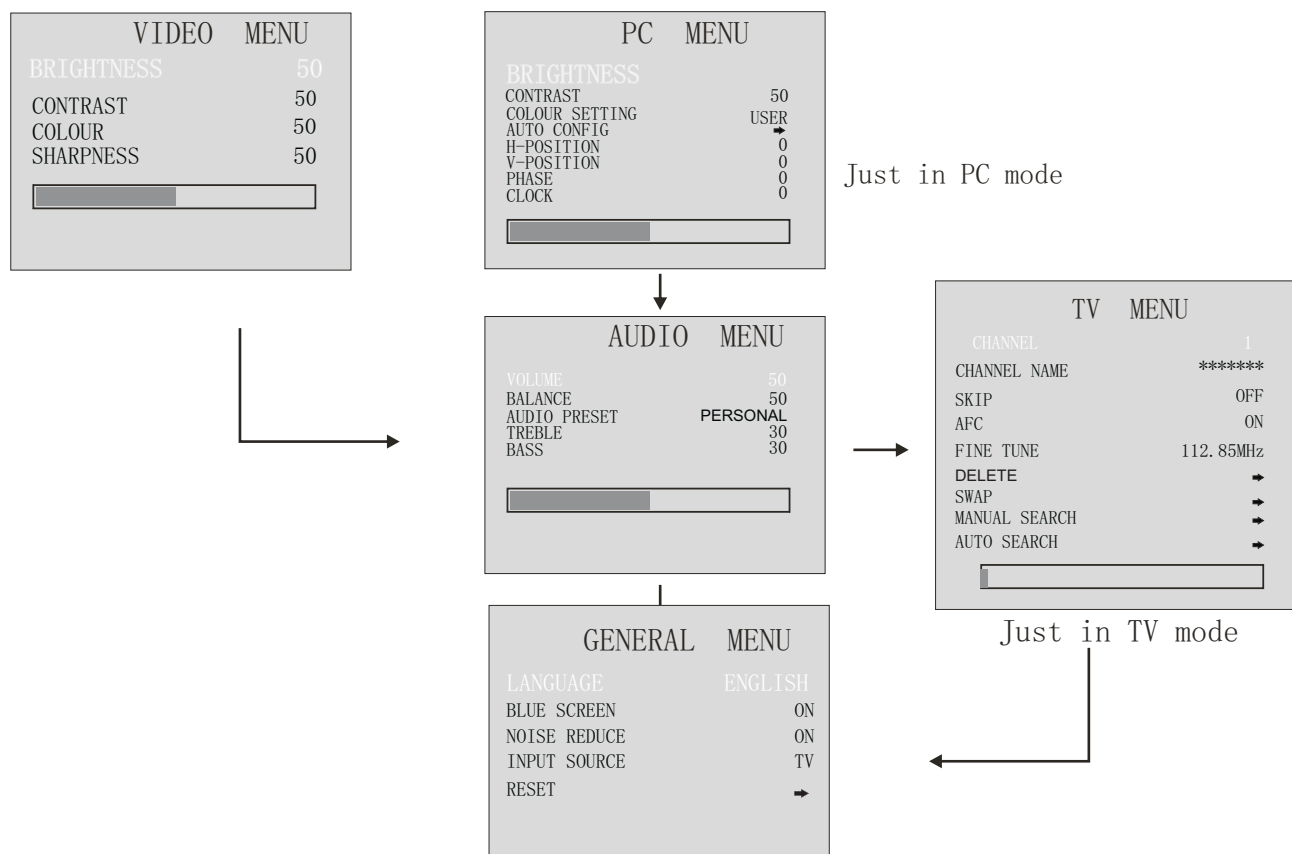 VIDEO MENU
BRIGHTNESS 50
CONTRAST 50
COLOUR 50
SHARPNESS 50
PC MENU
BRIGHTNESS
CONTRAST 50
COLOUR SETTING USER
AUTO CONFIG
H-POSITION 0
V-POSITION 0
PHASE 0
CLOCK 0
Just in PC mode
AUDIO MENU
VOLUME 50
BALANCE 50
AUDIO PRESET PERSONAL
TREBLE 30
BASS 30
TV MENU
CHANNEL 1
CHANNEL NAME *******
SKIP OFF
AFC ON
FINE TUNE 112.85MHz
DELETE
SWAP
MANUAL SEARCH
AUTO SEARCH
Just in TV mode
GENERAL MENU
LANGUAGE ENGLISH
BLUE SCREEN ON
NOISE REDUCE ON
INPUT SOURCE TV
RESET